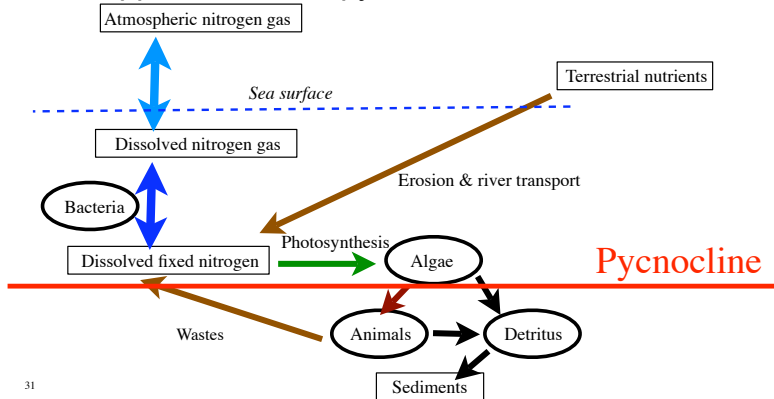 Atmospheric nitrogen gas
Sea surface
Terrestrial nutrients
Dissolved nitrogen gas
Erosion & river transport
Bacteria
Photosynthesis
Dissolved fixed nitrogen
Algae
Pycnocline
Wastes
Animals
Detritus
Sediments
31